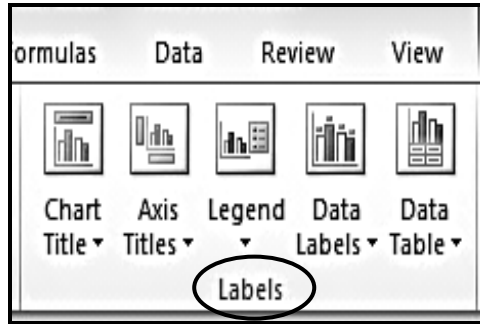 ormulas Data Review View
Chart Axis Legend Data Data
Title Titles Labels Table
Labels